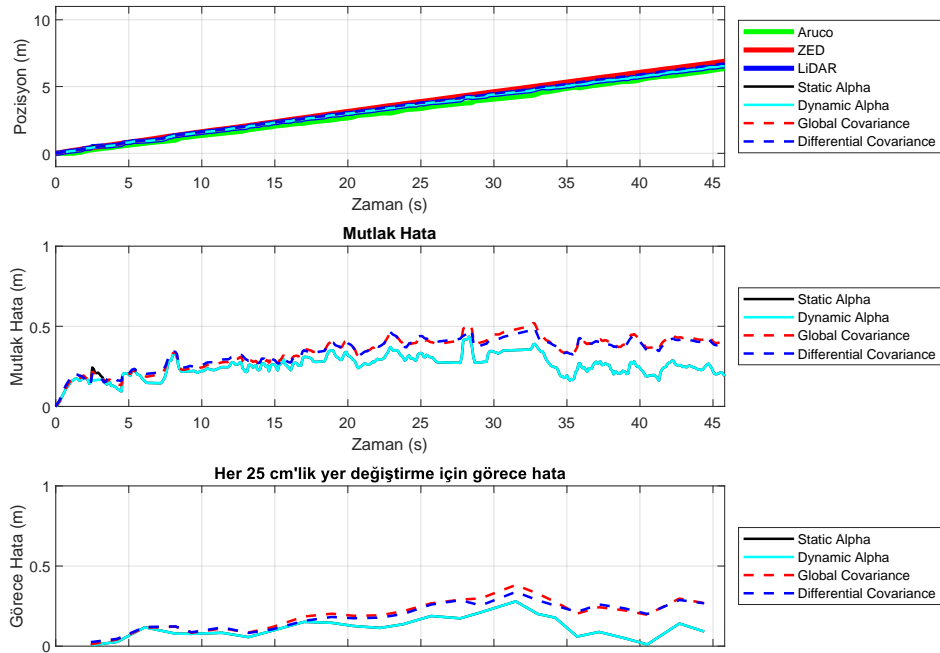 10
5
0
Pozisyon (m)
0 5 10 15 20 25 30 35 40 45
Zaman (s)
Aruco
ZED
LiDAR
Static Alpha
Dynamic Alpha
Global Covariance
Differential Covariance
Mutlak Hata
1
0.5
0
Mutlak Hata (m)
0 5 10 15 20 25 30 35 40 45
Zaman (s)
Static Alpha
Dynamic Alpha
Global Covariance
Differential Covariance
Her 25 cm'lik yer değiştirme için görece hata
1
0.5
0
Görece Hata (m)
Static Alpha
Dynamic Alpha
Global Covariance
Differential Covariance